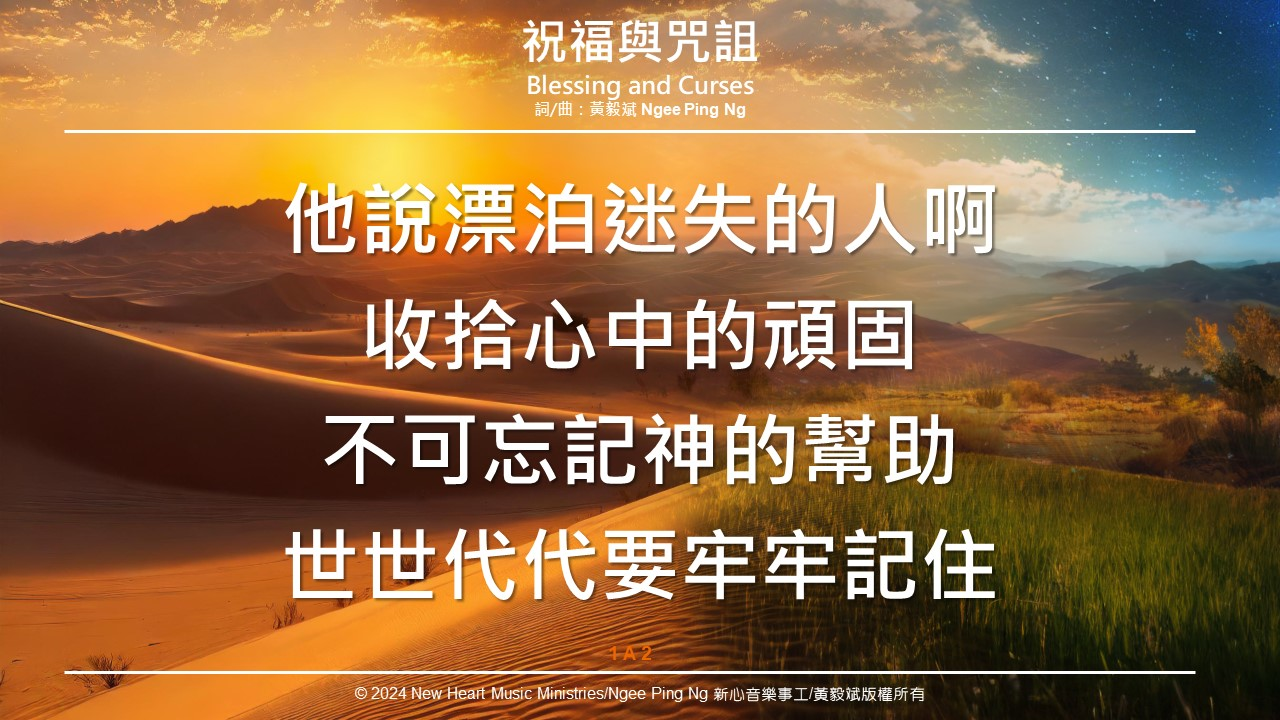 祝福與咒詛
Blessing and Curses
詞/曲：黃毅斌 Ngee Ping Ng
他說漂泊迷失的人啊
收拾心中的頑固
不可忘記神的幫助
世世代代要牢牢記住
1 A 2
© 2024 New Heart Music Ministries/Ngee Ping Ng 新心音樂事工/黃毅斌版權所有